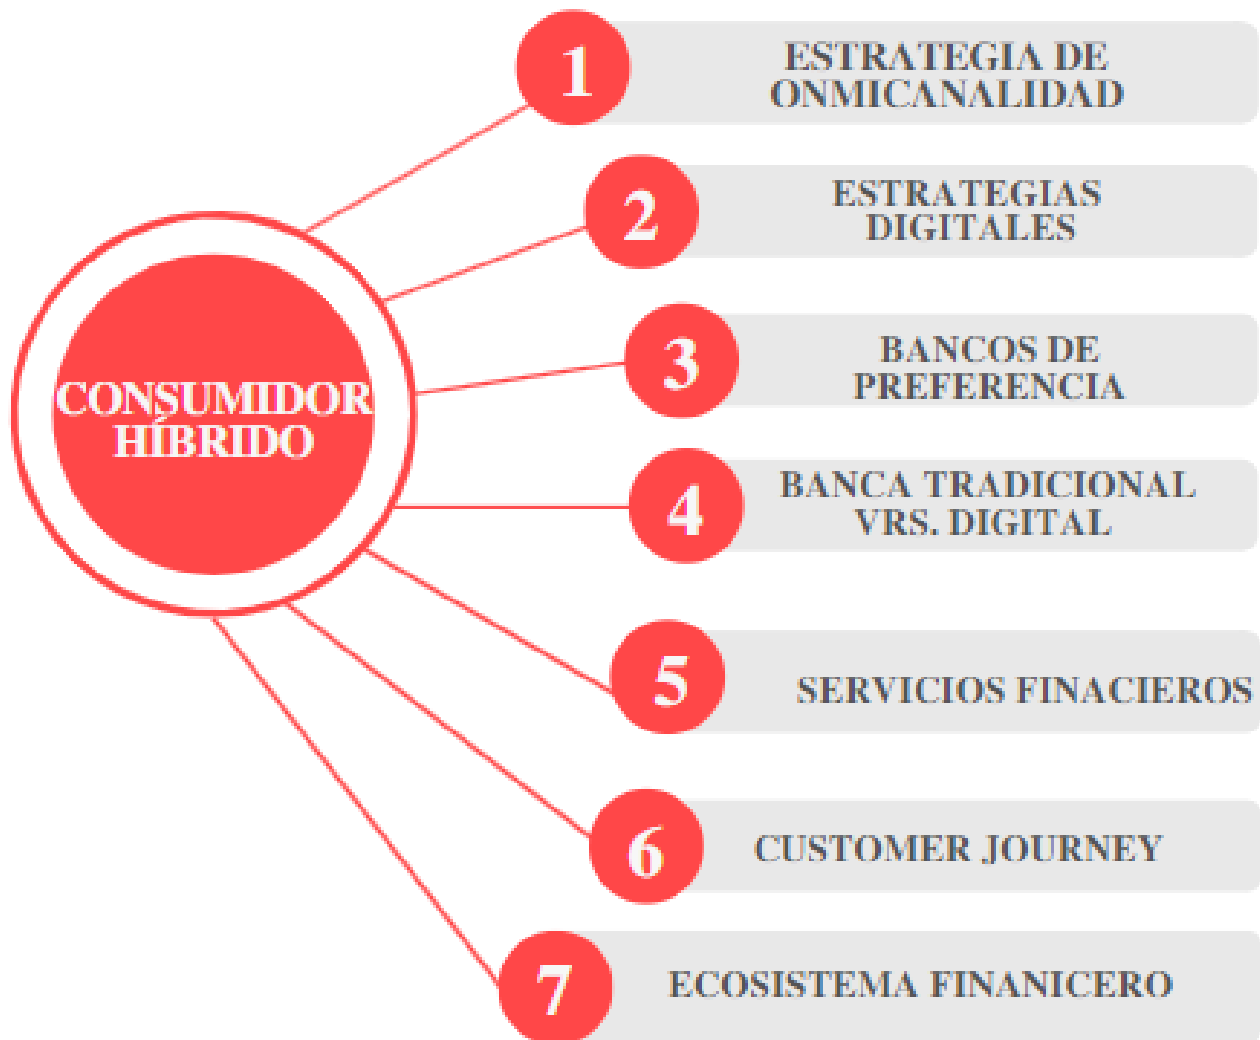 1
ESTRATEGIA DE
ONMICANALIDAD
2
ESTRATEGIAS
DIGITALES
3
BANCOS DE
PREFERENCIA
CONSUMIDOR
HÍBRIDO
4
BANCA TRADICIONAL
VRS. DIGITAL
5
SERVICIOS FINACIEROS
6
CUSTOMER JOURNEY
7
ECOSISTEMA FINANICERO